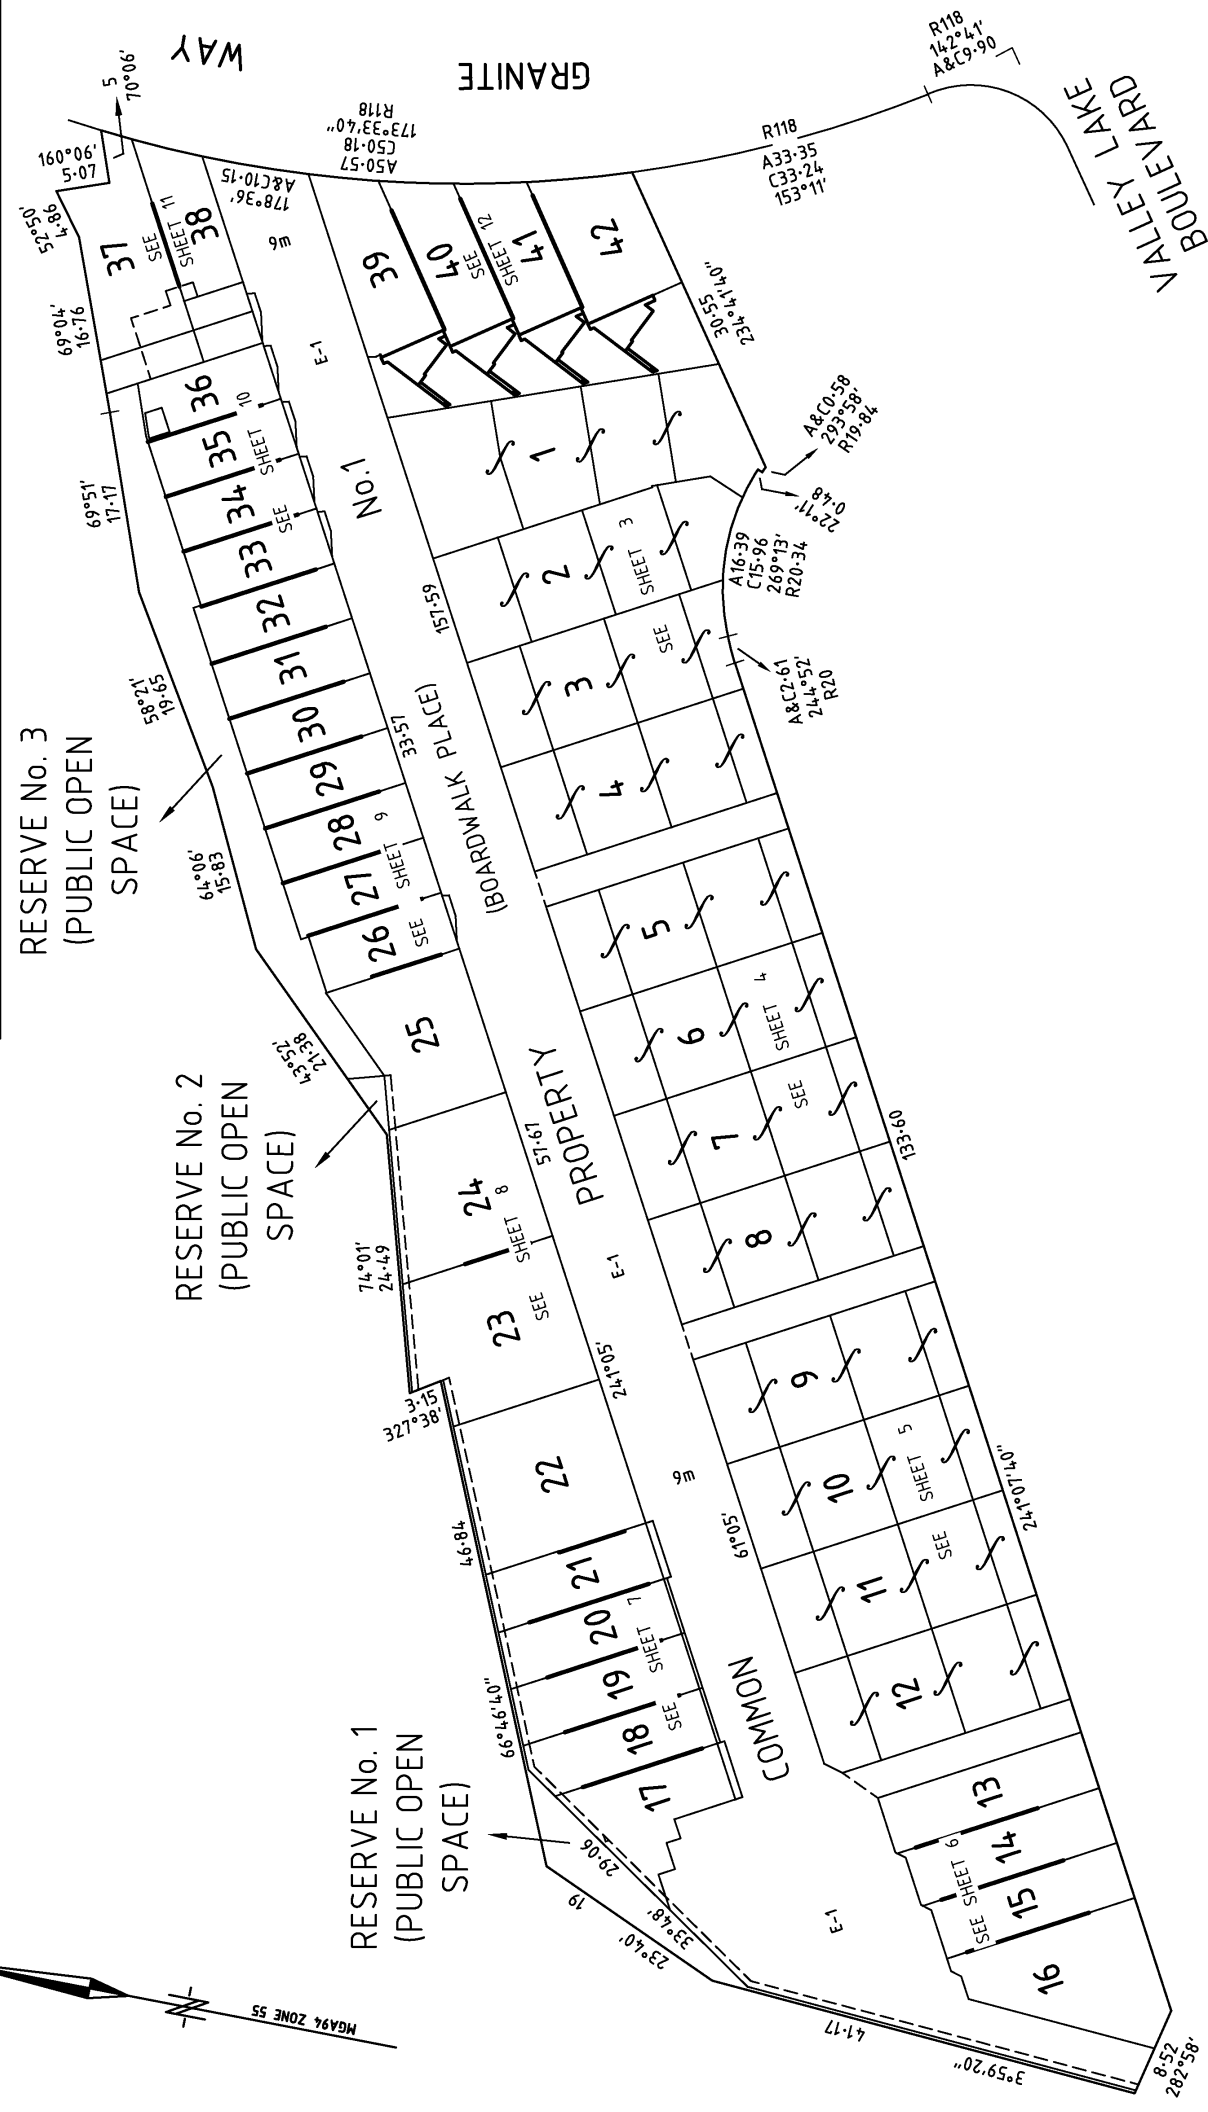 RESERVE No. 3
(PUBLIC OPEN
SPACE)
RESERVE No. 2
(PUBLIC OPEN
SPACE)
RESERVE No. 1
(PUBLIC OPEN
SPACE)
MGA94 ZONE 55
GRANITE
WAY
VALLEY LAKE
BOULEVARD
COMMON
PROPERTY
No.1
(BOARDWALK PLACE)
5
70°06'
160°06'
5·07
52°50'
4·86
69°04'
16·76
69°51'
17·17
58°21'
19·65
64°06'
15·83
43°52'
21·38
74°01'
24·49
3·15
327°38'
46·84
66°46'40"
29·06
33°48'
19
23°40'
41·17
3°59'20"
8·52
282°58'
241°07'40"
133·60
A&C2·61
244°52'
R20
A16·39
C15·96
269°13'
R20·34
22°11'
0·48
A&C0·58
293°58'
R19·84
30·55
234°41'40"
R118
142°41'
A&C9·90
R118
A33·35
C33·24
153°11'
A50·57
C50·18
173°33'40"
R118
178°36'
A&C10·15
9m
E-1
157·59
33·57
57·67
E-1
241°05'
9m
61°05'
E-1
37
SEE
SHEET 11
38
39
40
SEE
SHEET 12
41
42
1
2
SEE SHEET 3
3
4
5
6
SEE SHEET 4
7
8
9
10
SEE SHEET 5
11
12
13
14
SEE SHEET 6
15
16
17
18
SEE SHEET 7
19
20
21
22
23
SEE SHEET 8
24
25
26
SEE SHEET 9
27
28
29
30
31
32
33
SEE SHEET 10
34
35
36